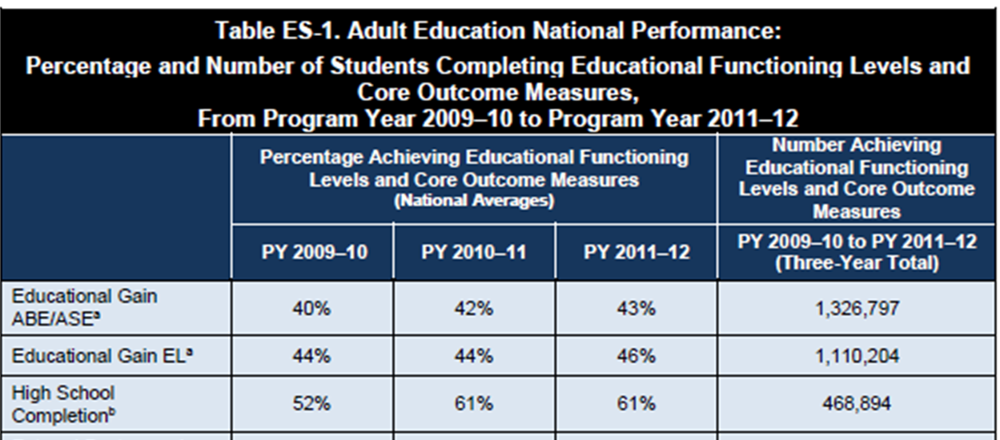 Table ES-1. Adult Education National Performance:
Percentage and Number of Students Completing Educational Functioning Levels and
Core Outcome Measures,
From Program Year 2009–10 to Program Year 2011–12
Percentage Achieving Educational Functioning
Levels and Core Outcome Measures
(National Averages)
Number Achieving
Educational Functioning
Levels and Core Outcome
Measures
PY 2009–10
PY 2010–11
PY 2011–12
PY 2009–10 to PY 2011–12
(Three-Year Total)
Educational Gain
ABE/ASEᵃ
40%
42%
43%
1,326,797
Educational Gain ELᵃ
44%
44%
46%
1,110,204
High School
Completionᵇ
52%
61%
61%
468,894